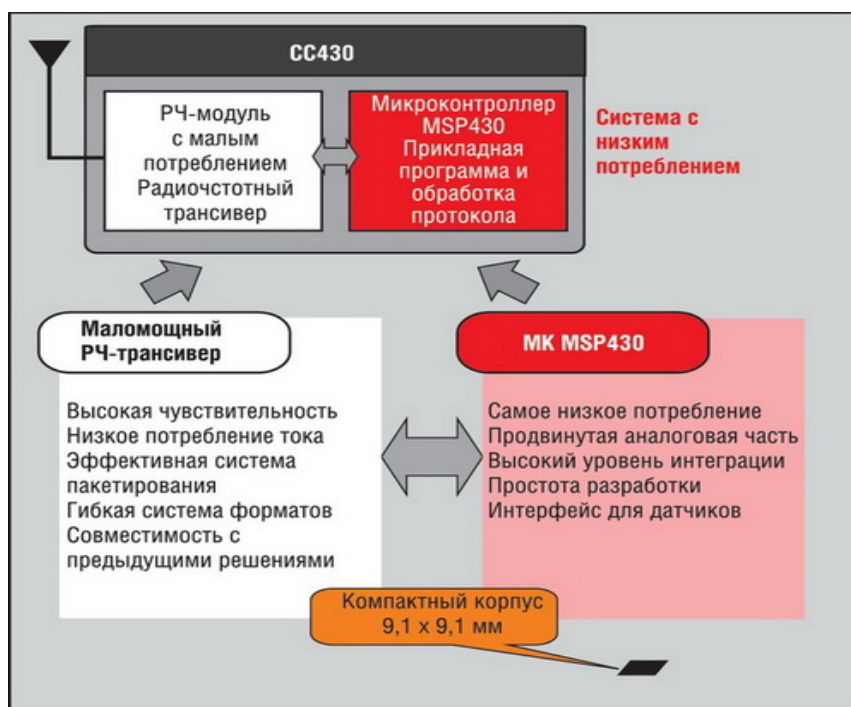 CC430
РЧ-модуль
с малым
потреблением
Радиочстотный
трансивер
Микроконтроллер
MSP430
Прикладная
программа и
обработка
протокола
Система с
низким
потреблением
Маломощный
РЧ-трансивер
Высокая чувствительность
Низкое потребление тока
Эффективная система
пакетирования
Гибкая система форматов
Совместимость с
предыдущими решениями
МК MSP430
Самое низкое потребление
Продвинутая аналоговая часть
Высокий уровень интеграции
Простота разработки
Интерфейс для датчиков
Компактный корпус
9,1 x 9,1 мм